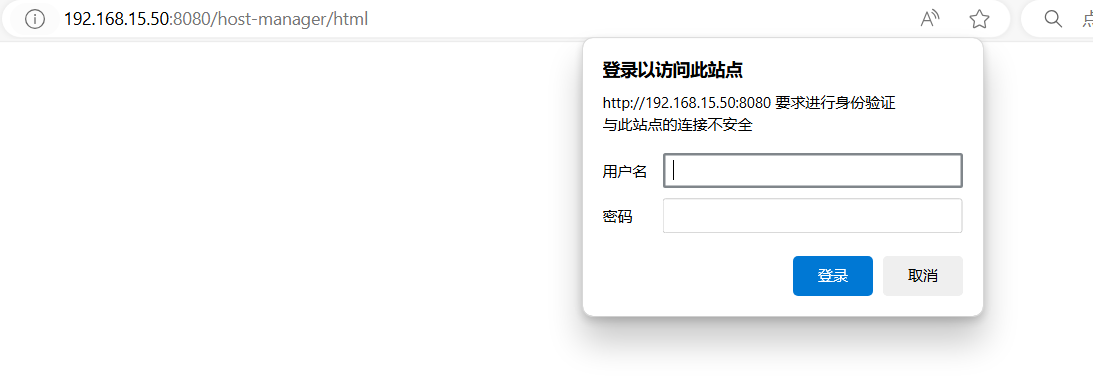 192.168.15.50:8080/host-manager/html
登录以访问此站点
http://192.168.15.50:8080 要求进行身份验证
与此站点的连接不安全
用户名
密码
登录 取消